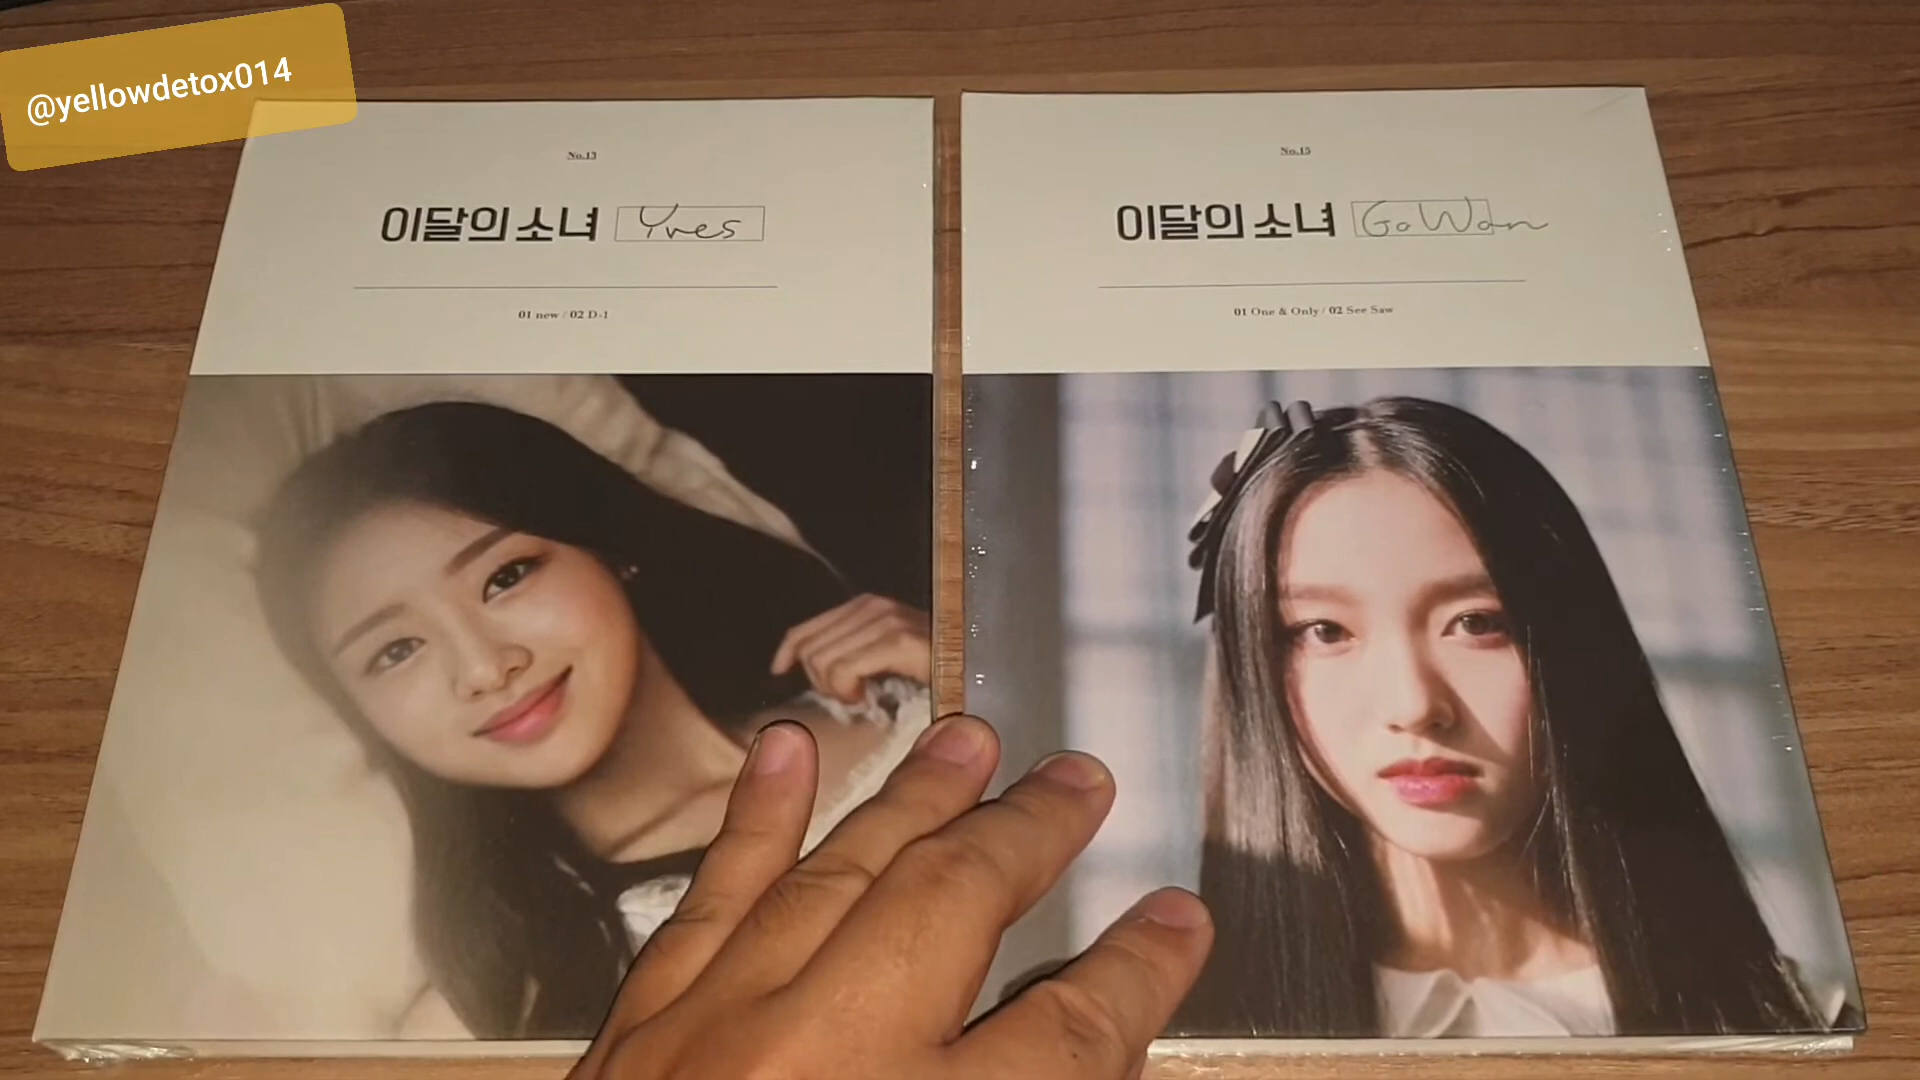 @yellowdetox014
No.13
이달의 소녀 Yves
01 new / 02 D-1
No.15
이달의 소녀 GoWon
01 One & Only / 02 See Saw